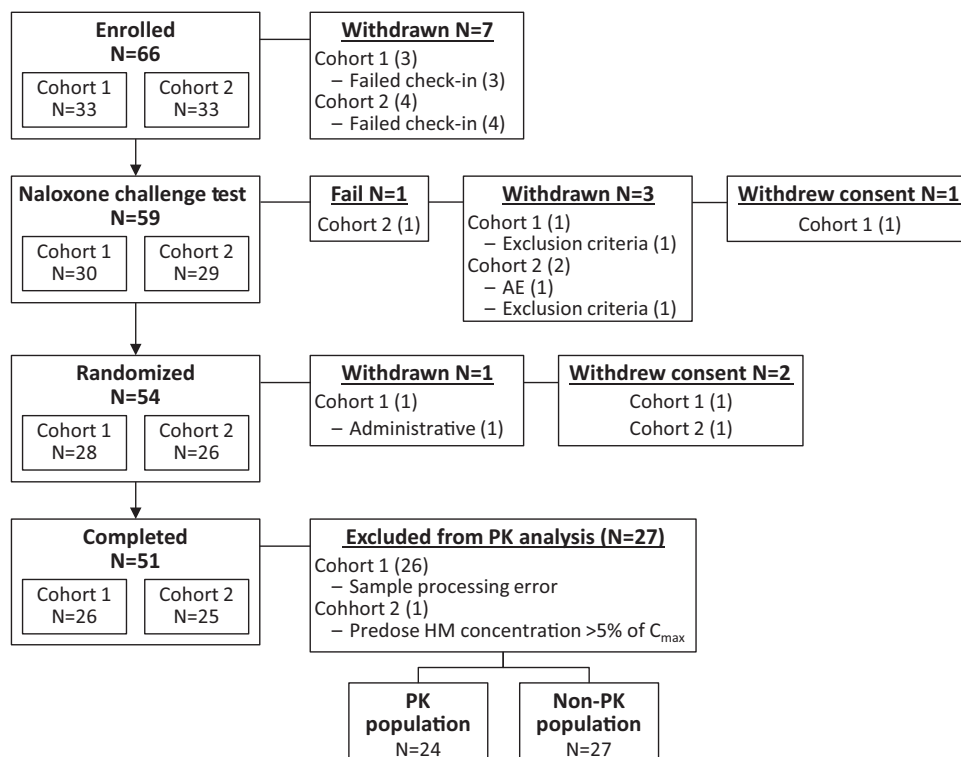 Enrolled
N=66
Cohort 1
N=33
Cohort 2
N=33
Withdrawn N=7
Cohort 1 (3)
– Failed check-in (3)
Cohort 2 (4)
– Failed check-in (4)
Naloxone challenge test
N=59
Cohort 1
N=30
Cohort 2
N=29
Fail N=1
Cohort 2 (1)
Withdrawn N=3
Cohort 1 (1)
– Exclusion criteria (1)
Cohort 2 (2)
– AE (1)
– Exclusion criteria (1)
Withdrew consent N=1
Cohort 1 (1)
Randomized
N=54
Cohort 1
N=28
Cohort 2
N=26
Withdrawn N=1
Cohort 1 (1)
– Administrative (1)
Withdrew consent N=2
Cohort 1 (1)
Cohort 2 (1)
Completed
N=51
Cohort 1
N=26
Cohort 2
N=25
Excluded from PK analysis (N=27)
Cohort 1 (26)
– Sample processing error
Cohhort 2 (1)
– Predose HM concentration >5% of Cmax
PK
population
N=24
Non-PK
population
N=27